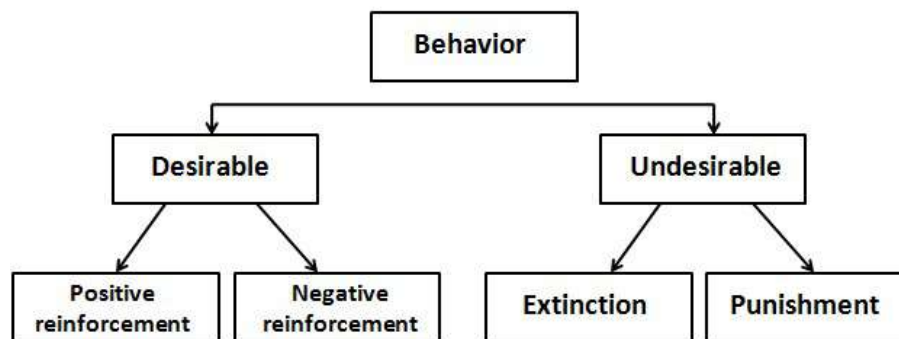 Behavior
Desirable
Undesirable
Positive
reinforcement
Negative
reinforcement
Extinction
Punishment